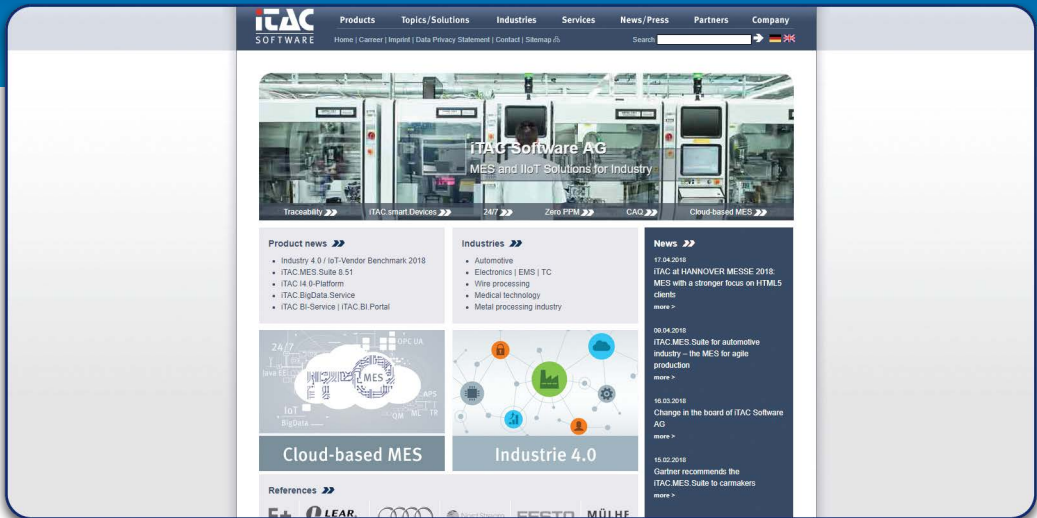 iTAC
SOFTWARE
Products Topics/Solutions Industries Services News/Press Partners Company
Home | Carreer | Imprint | Data Privacy Statement | Contact | Sitemap
Search
iTAC Software AG
MES and IIoT Solutions for Industry
Traceability iTAC.smart.Devices 24/7 Zero PPM CAQ Cloud-based MES
Product news
Industry 4.0 / IoT-Vendor Benchmark 2018
iTAC.MES.Suite 8.51
iTAC I4.0-Platform
iTAC.BigData.Service
iTAC BI-Service | iTAC.BI.Portal
Industries
Automotive
Electronics | EMS | TC
Wire processing
Medical technology
Metal processing industry
News
17.04.2018
iTAC at HANNOVER MESSE 2018:
MES with a stronger focus on HTML5
clients
more >
09.04.2018
iTAC.MES.Suite for automotive
industry – the MES for agile
production
more >
16.03.2018
Change in the board of iTAC Software
AG
more >
15.02.2018
Gartner recommends the
iTAC.MES.Suite to carmakers
more >
24/7
OPC UA
Java EE
MES
APS
IoT
QM ML TR
BigData
Cloud-based MES
Industrie 4.0
References
E+ LEAR. Nord Stream FESTO MÜHLE